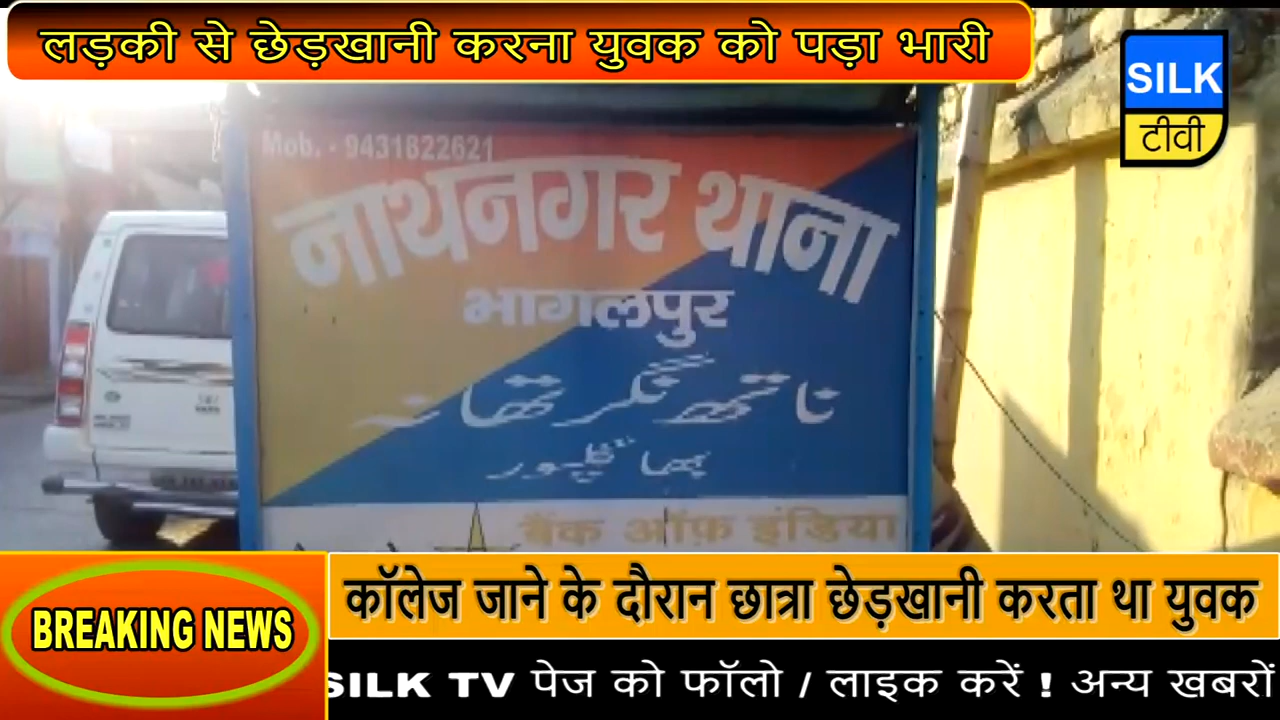 लड़की से छेड़खानी करना युवक को पड़ा भारी
SILK
टीवी
Mob. - 9431822621
नाथनगर थाना
भागलपुर
ناتھ نگر تھانہ
بھاگلپور
बैंक ऑफ़ इंडिया
BREAKING NEWS
कॉलेज जाने के दौरान छात्रा छेड़खानी करता था युवक
SILK TV पेज को फॉलो / लाइक करें ! अन्य खबरों